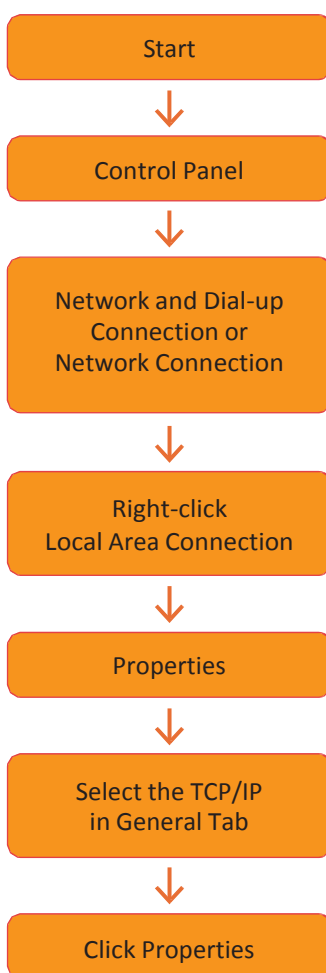 Start
Control Panel
Network and Dial-up
Connection or
Network Connection
Right-click
Local Area Connection
Properties
Select the TCP/IP
in General Tab
Click Properties